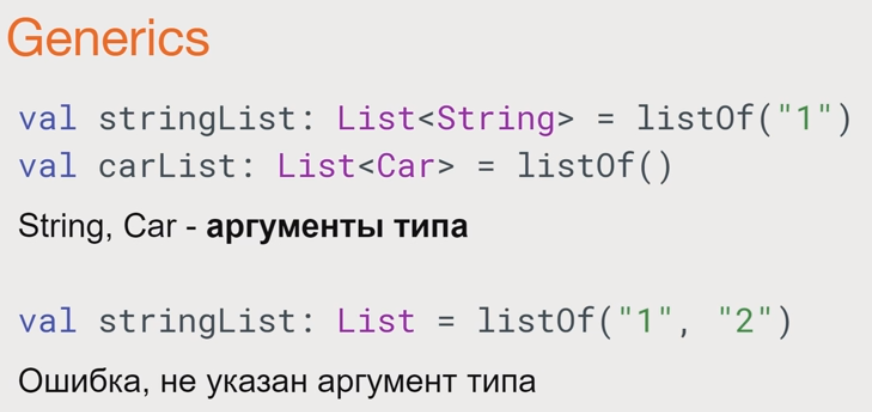 Generics
val stringList: List<String> = listOf("1")
val carList: List<Car> = listOf()
String, Car - аргументы типа
val stringList: List = listOf("1", "2")
Ошибка, не указан аргумент типа